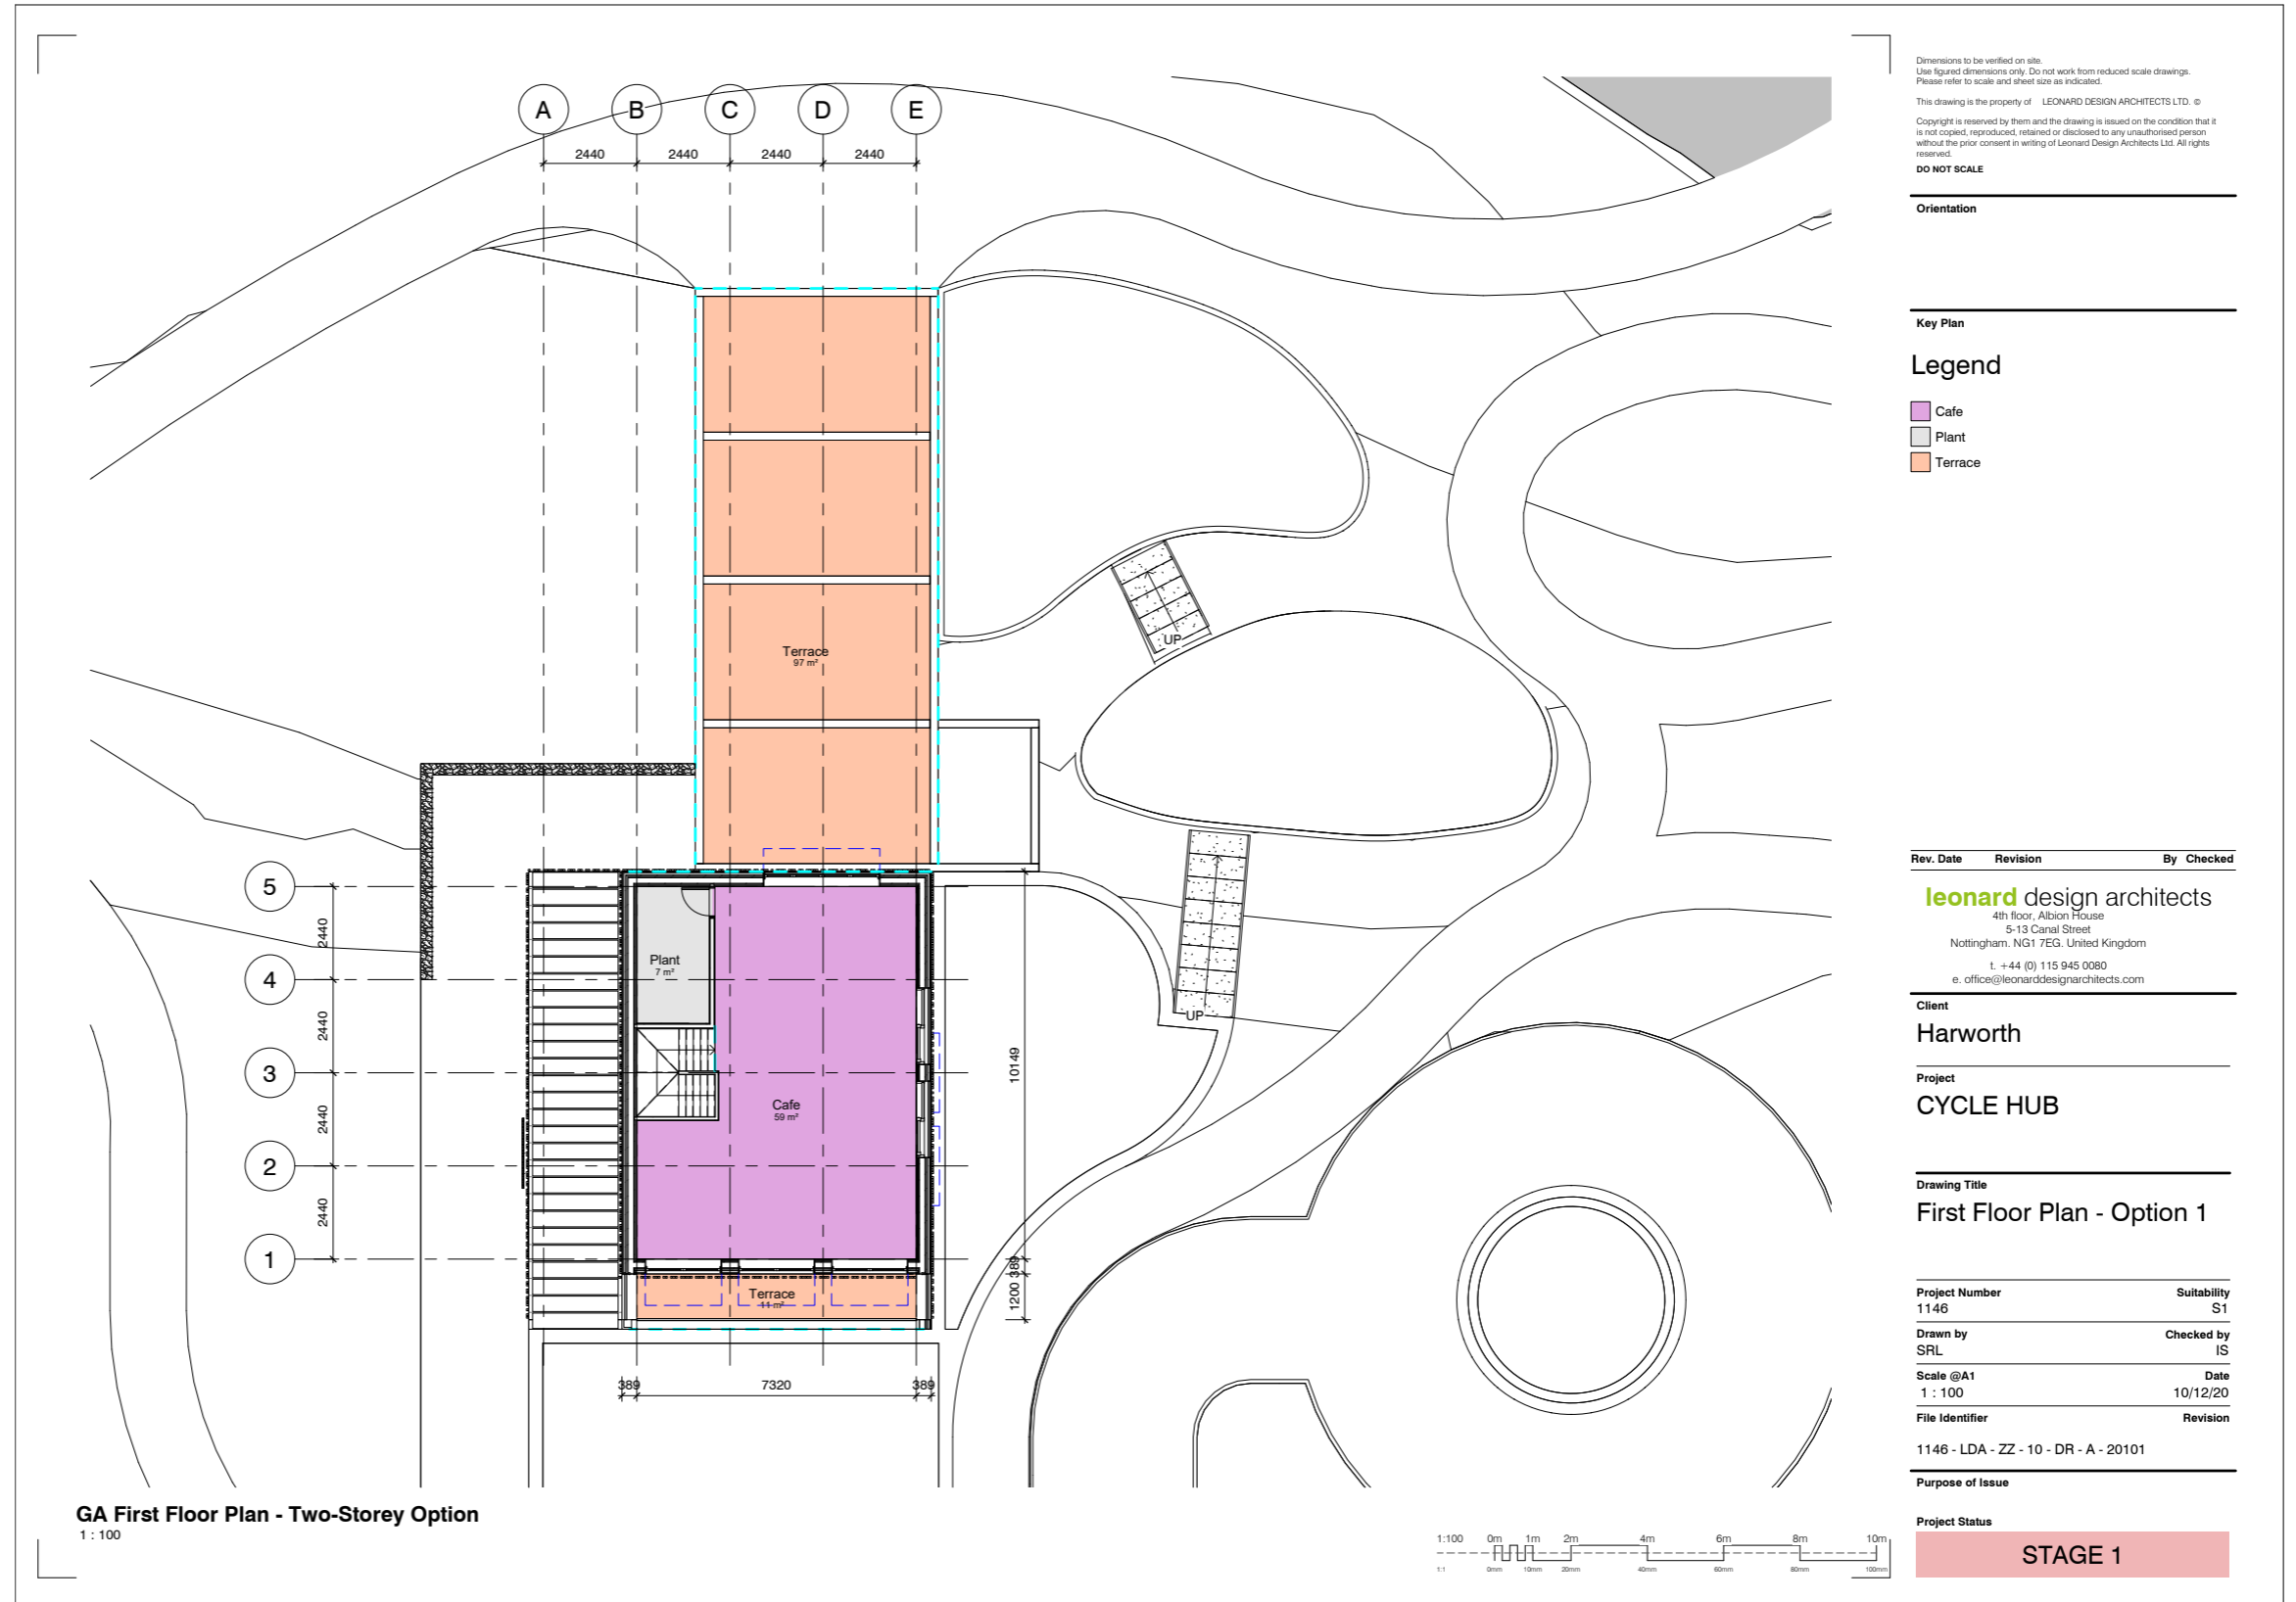 Dimensions to be verified on site.
Use figured dimensions only. Do not work from reduced scale drawings.
Please refer to scale and sheet size as indicated.
This drawing is the property of LEONARD DESIGN ARCHITECTS LTD. ©
Copyright is reserved by them and the drawing is issued on the condition that it
is not copied, reproduced, retained or disclosed to any unauthorised person
without the prior consent in writing of Leonard Design Architects Ltd. All rights
reserved.
DO NOT SCALE
Orientation
Key Plan
Legend
Cafe
Plant
Terrace
A B C D E
2440 2440 2440 2440
UP
Terrace
97 m²
5
4
3
2
1
2440
2440
2440
2440
Plant
7 m²
Cafe
59 m²
Terrace
11 m²
UP
10149
389
1200
389 7320 389
Rev. Date Revision By Checked
leonard design architects
4th floor, Albion House
5-13 Canal Street
Nottingham. NG1 7EG. United Kingdom
t. +44 (0) 115 945 0080
e. office@leonarddesignarchitects.com
Client
Harworth
Project
CYCLE HUB
Drawing Title
First Floor Plan - Option 1
Project Number Suitability
1146 S1
Drawn by Checked by
SRL IS
Scale @A1 Date
1 : 100 10/12/20
File Identifier Revision
1146 - LDA - ZZ - 10 - DR - A - 20101
Purpose of Issue
Project Status
STAGE 1
GA First Floor Plan - Two-Storey Option
1 : 100
1:100 0m 1m 2m 4m 6m 8m 10m
1:1 0mm 10mm 20mm 40mm 60mm 80mm 100mm